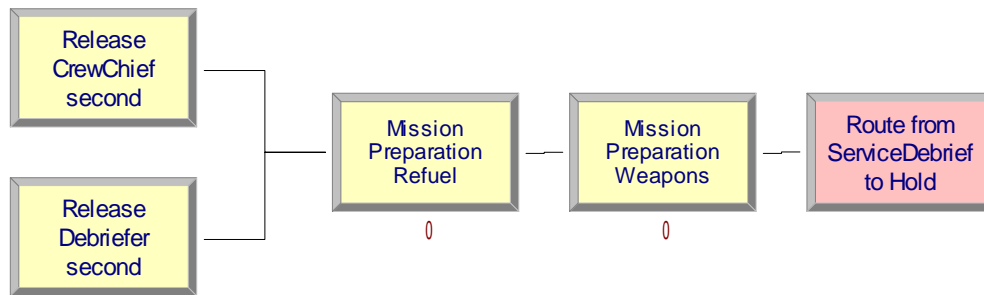 Release
CrewChief
second
Release
Debriefer
second
Mission
Preparation
Refuel
0
Mission
Preparation
Weapons
0
Route from
ServiceDebrief
to Hold